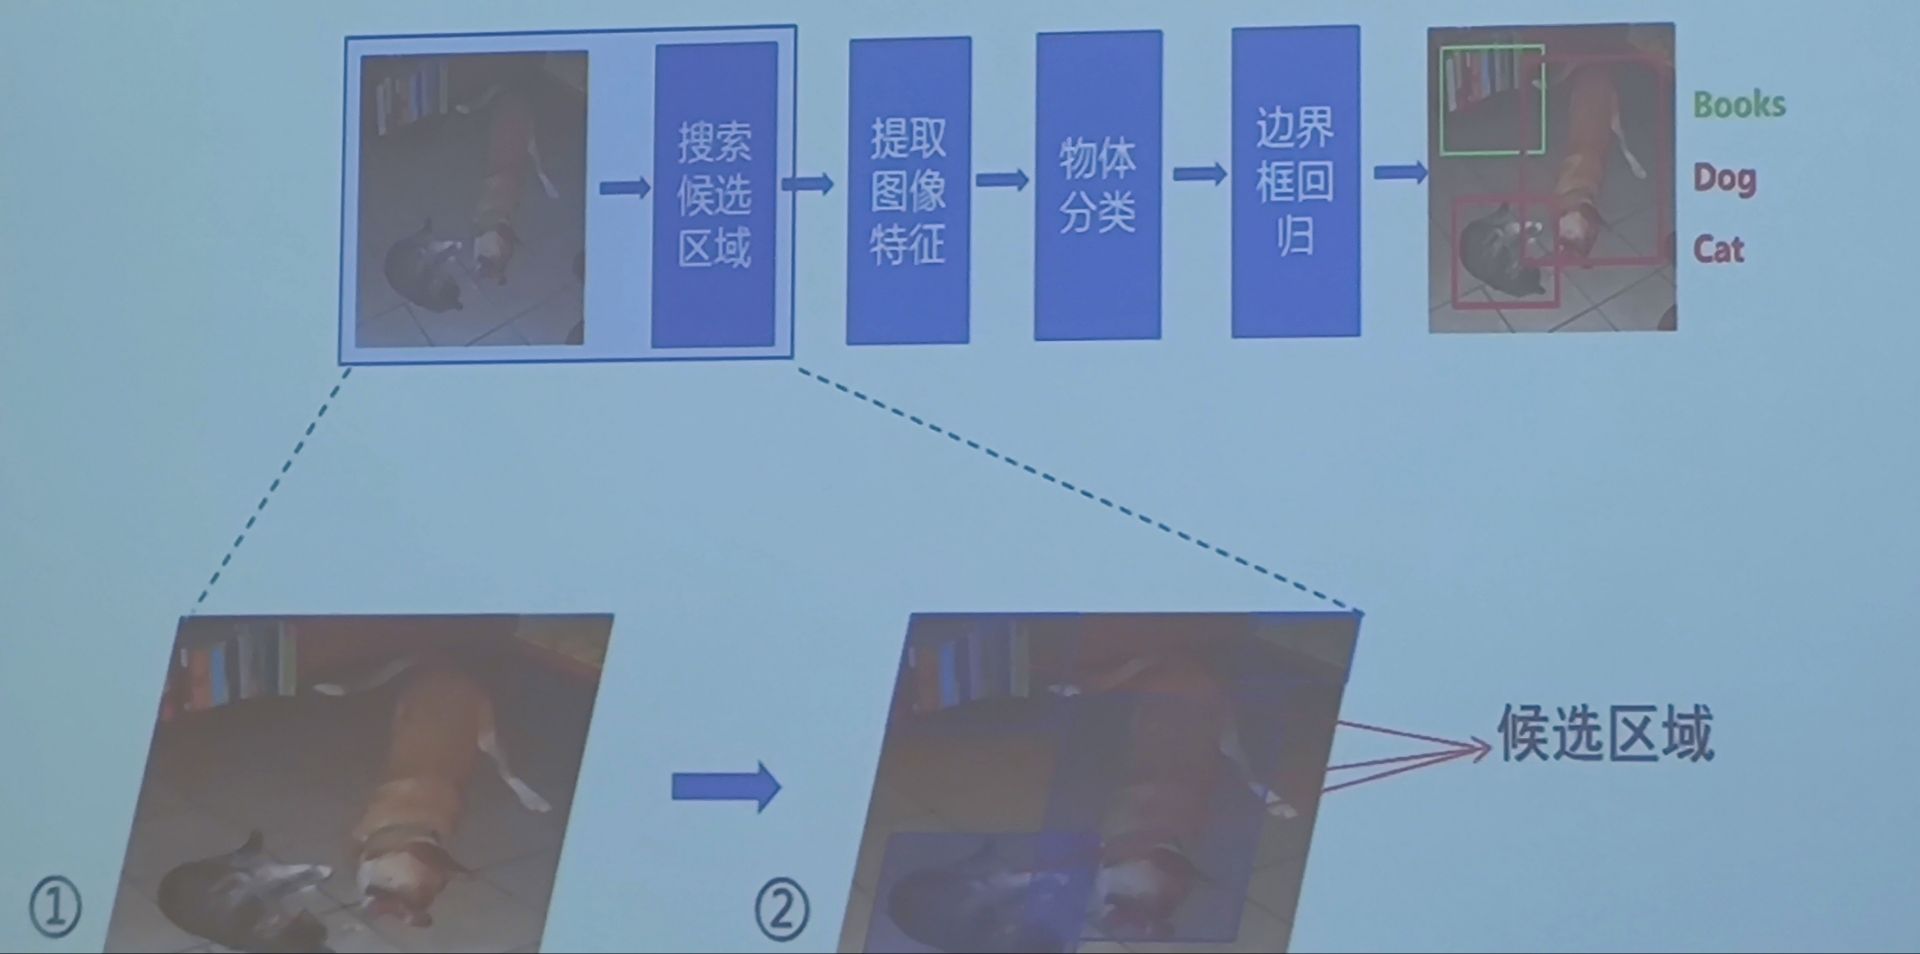 搜索
候选
区域
提取
图像
特征
物体
分类
边界
框回
归
Books
Dog
Cat
候选区域
①
②